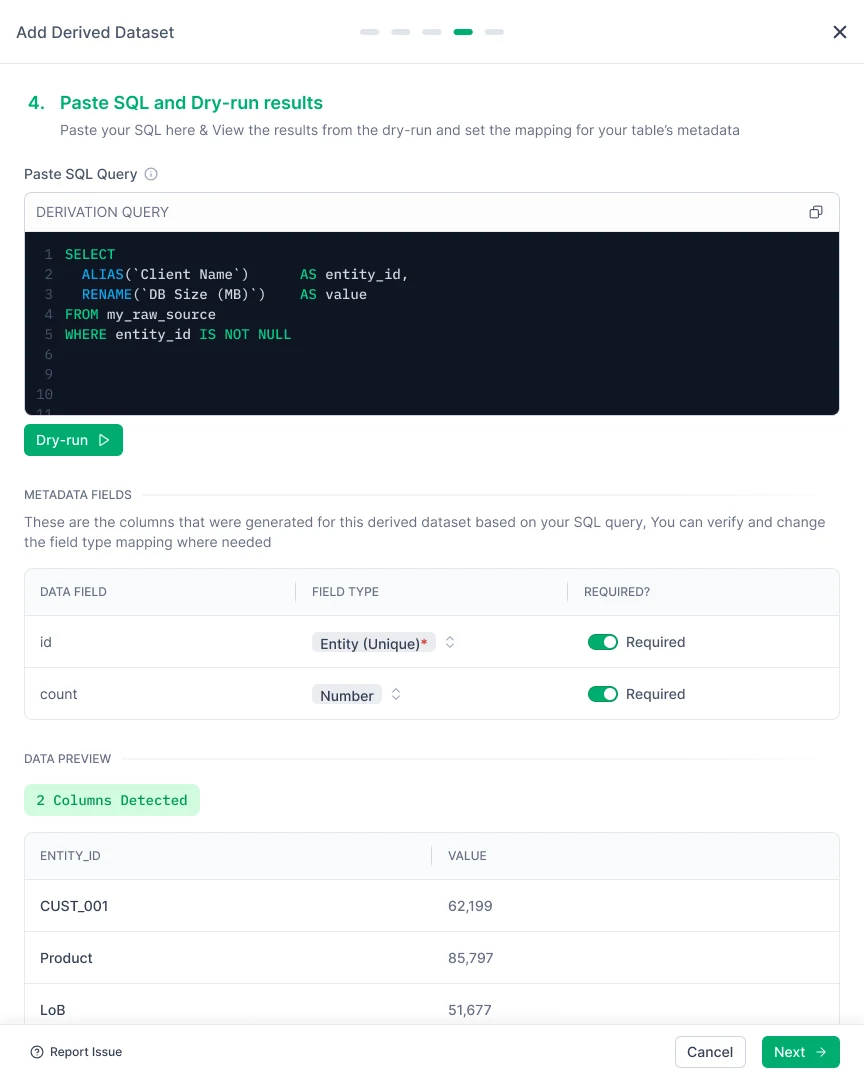 Add Derived Dataset
4. Paste SQL and Dry-run results
Paste your SQL here & View the results from the dry-run and set the mapping for your table’s metadata
Paste SQL Query
DERIVATION QUERY
1 SELECT
2 ALIAS(`Client Name`) AS entity_id,
3 RENAME(`DB Size (MB)`) AS value
4 FROM my_raw_source
5 WHERE entity_id IS NOT NULL
6
9
10
11
Dry-run
METADATA FIELDS
These are the columns that were generated for this derived dataset based on your SQL query, You can verify and change
the field type mapping where needed
DATA FIELD FIELD TYPE REQUIRED?
id Entity (Unique)* Required
count Number Required
DATA PREVIEW
2 Columns Detected
ENTITY_ID VALUE
CUST_001 62,199
Product 85,797
LoB 51,677
Report Issue Cancel Next